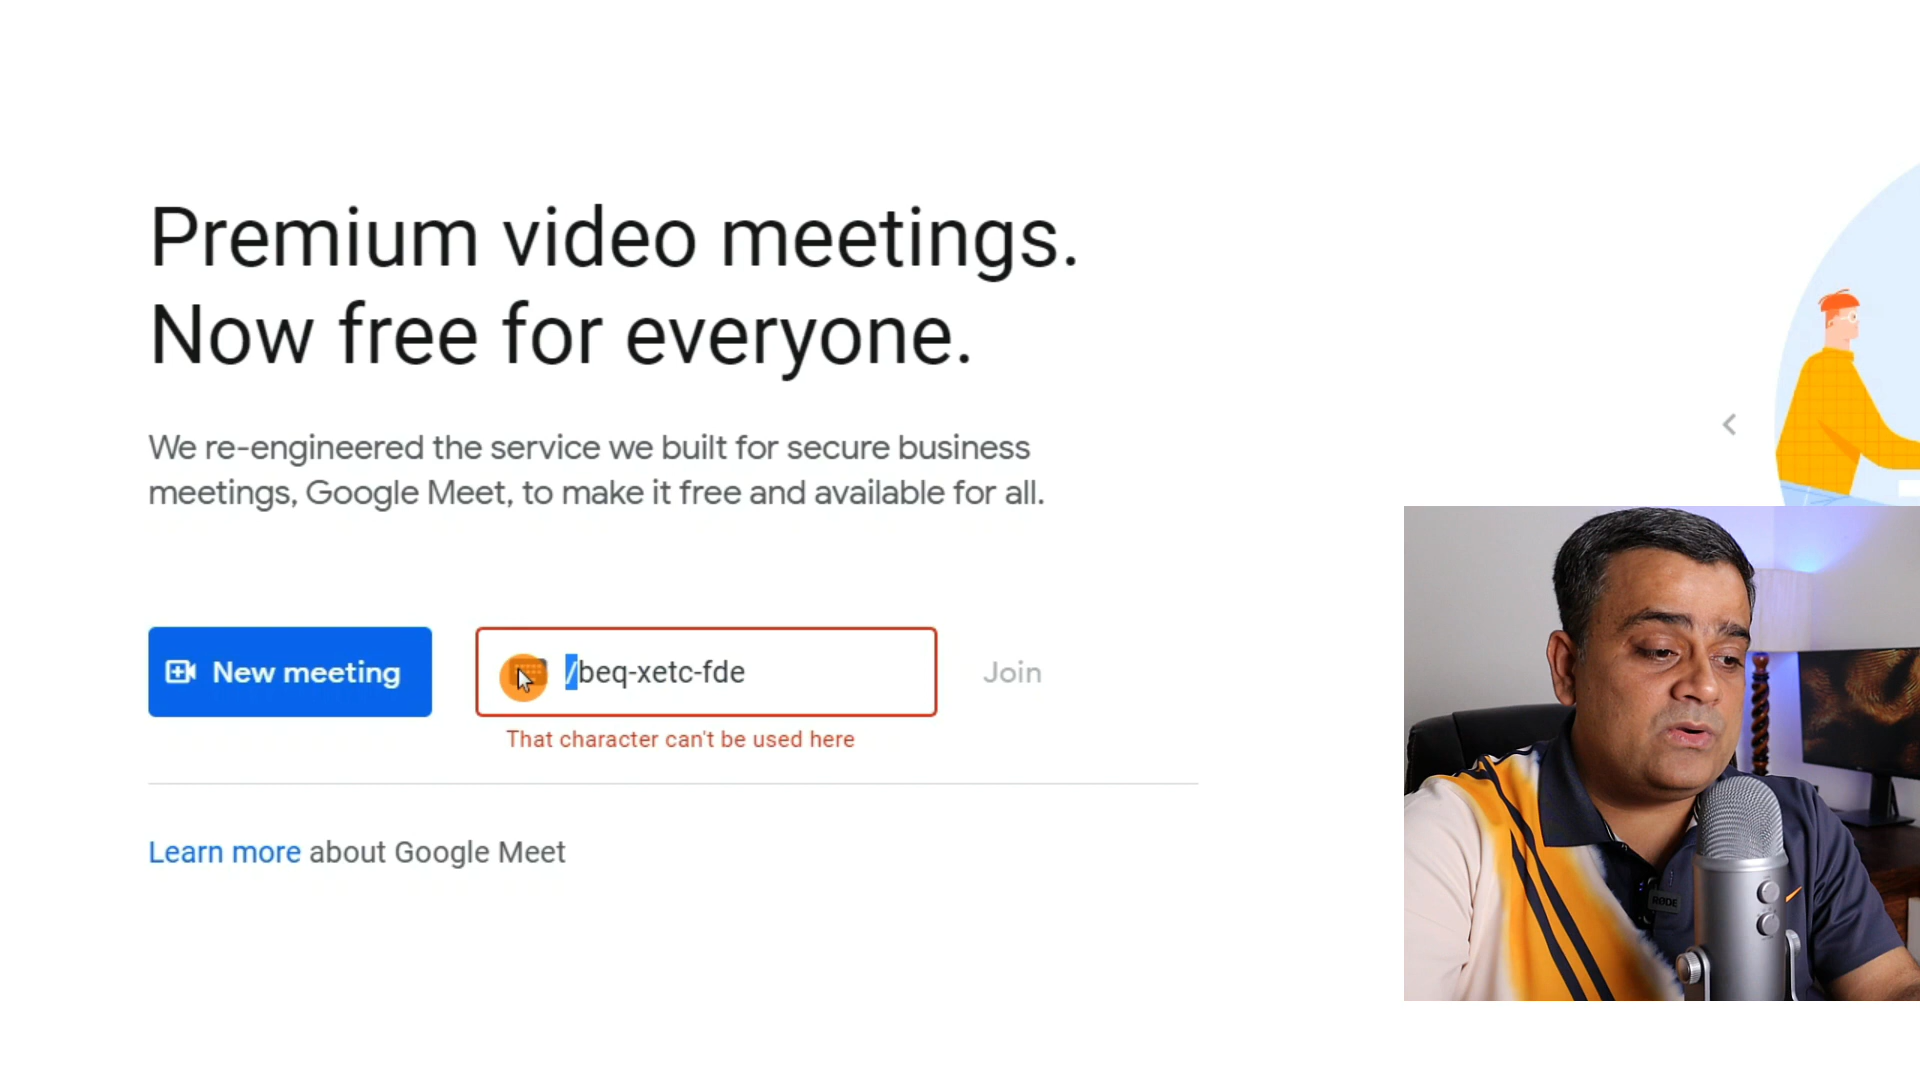 Premium video meetings.
Now free for everyone.
We re-engineered the service we built for secure business
meetings, Google Meet, to make it free and available for all.
New meeting
/beq-xetc-fde
Join
That character can't be used here
Learn more about Google Meet
RØDE